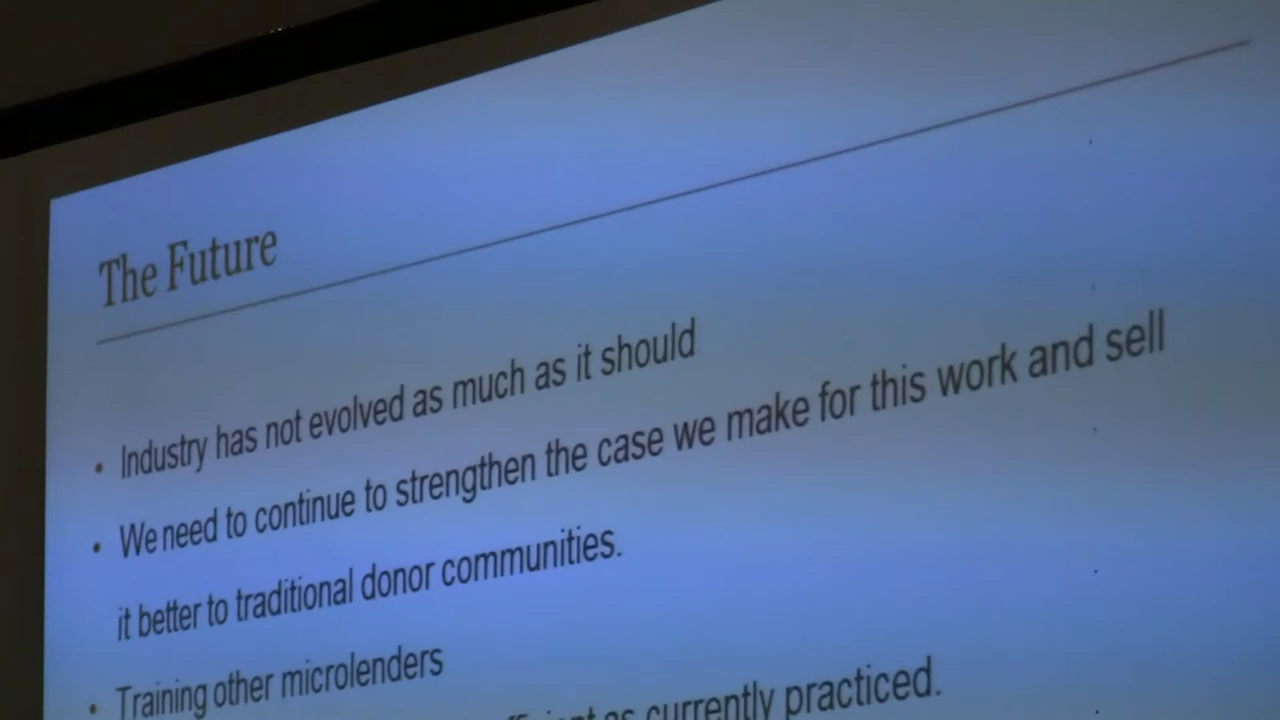 The Future
• Industry has not evolved as much as it should
• We need to continue to strengthen the case we make for this work and sell
it better to traditional donor communities.
• Training other microlenders
as currently practiced.